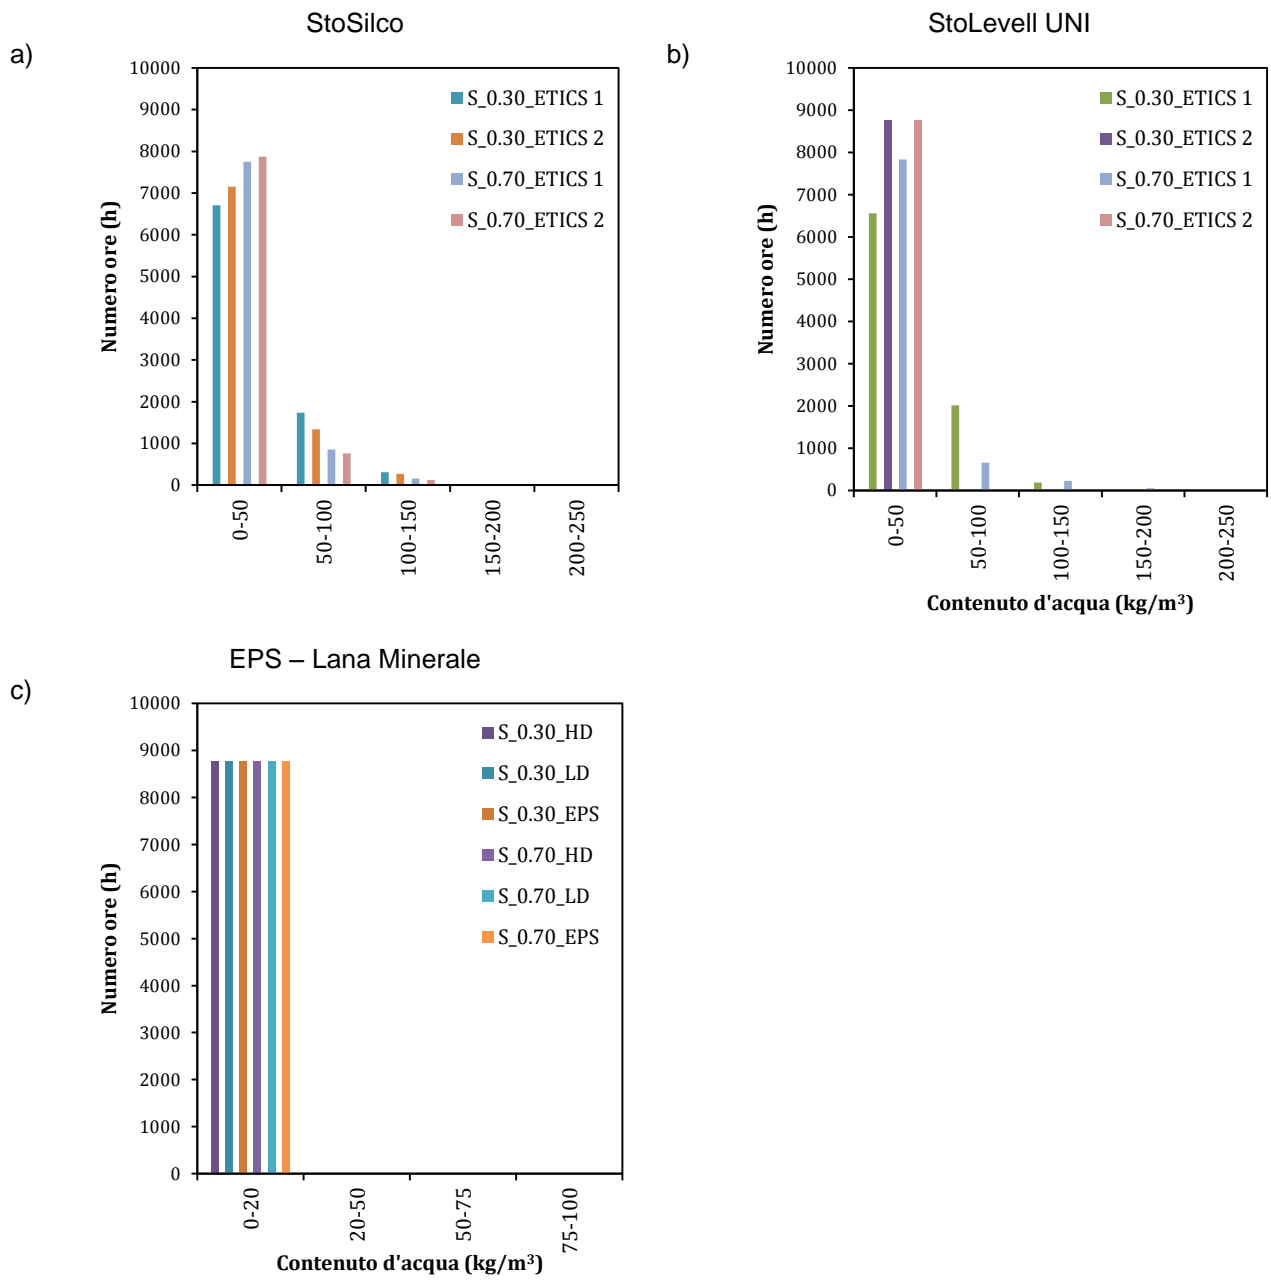 StoSilco
a)
10000
9000
8000
7000
6000
5000
4000
3000
2000
1000
0
Numero ore (h)
S_0.30_ETICS 1
S_0.30_ETICS 2
S_0.70_ETICS 1
S_0.70_ETICS 2
0-50
50-100
100-150
150-200
200-250
StoLevell UNI
b)
10000
9000
8000
7000
6000
5000
4000
3000
2000
1000
0
Numero ore (h)
S_0.30_ETICS 1
S_0.30_ETICS 2
S_0.70_ETICS 1
S_0.70_ETICS 2
0-50
50-100
100-150
150-200
200-250
Contenuto d'acqua (kg/m³)
EPS – Lana Minerale
c)
10000
9000
8000
7000
6000
5000
4000
3000
2000
1000
0
Numero ore (h)
S_0.30_HD
S_0.30_LD
S_0.30_EPS
S_0.70_HD
S_0.70_LD
S_0.70_EPS
0-20
20-50
50-75
75-100
Contenuto d'acqua (kg/m³)